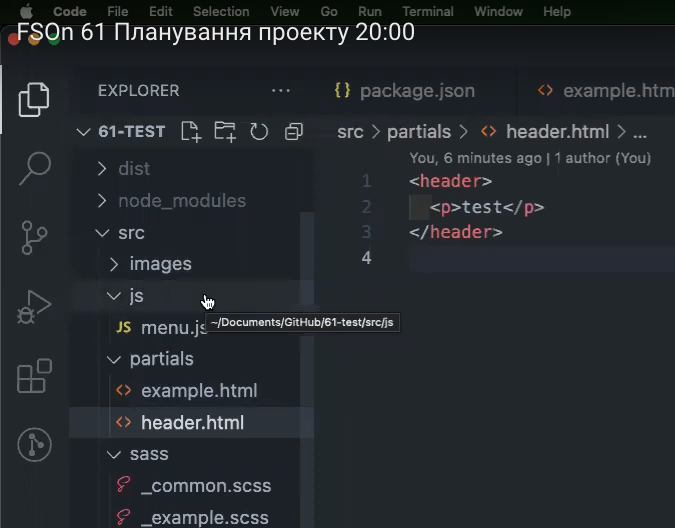 Code File Edit Selection View Go Run Terminal Window Help
FSOn 61 Планування проекту 20:00
EXPLORER ...
{} package.json
<> example.htm
61-TEST
src > partials > <> header.html > ...
dist
You, 6 minutes ago | 1 author (You)
node_modules
1 <header>
2 <p>test</p>
3 </header>
4
src
images
js
~/Documents/GitHub/61-test/src/js
JS menu.js
partials
<> example.html
<> header.html
sass
_common.scss
_example.scss